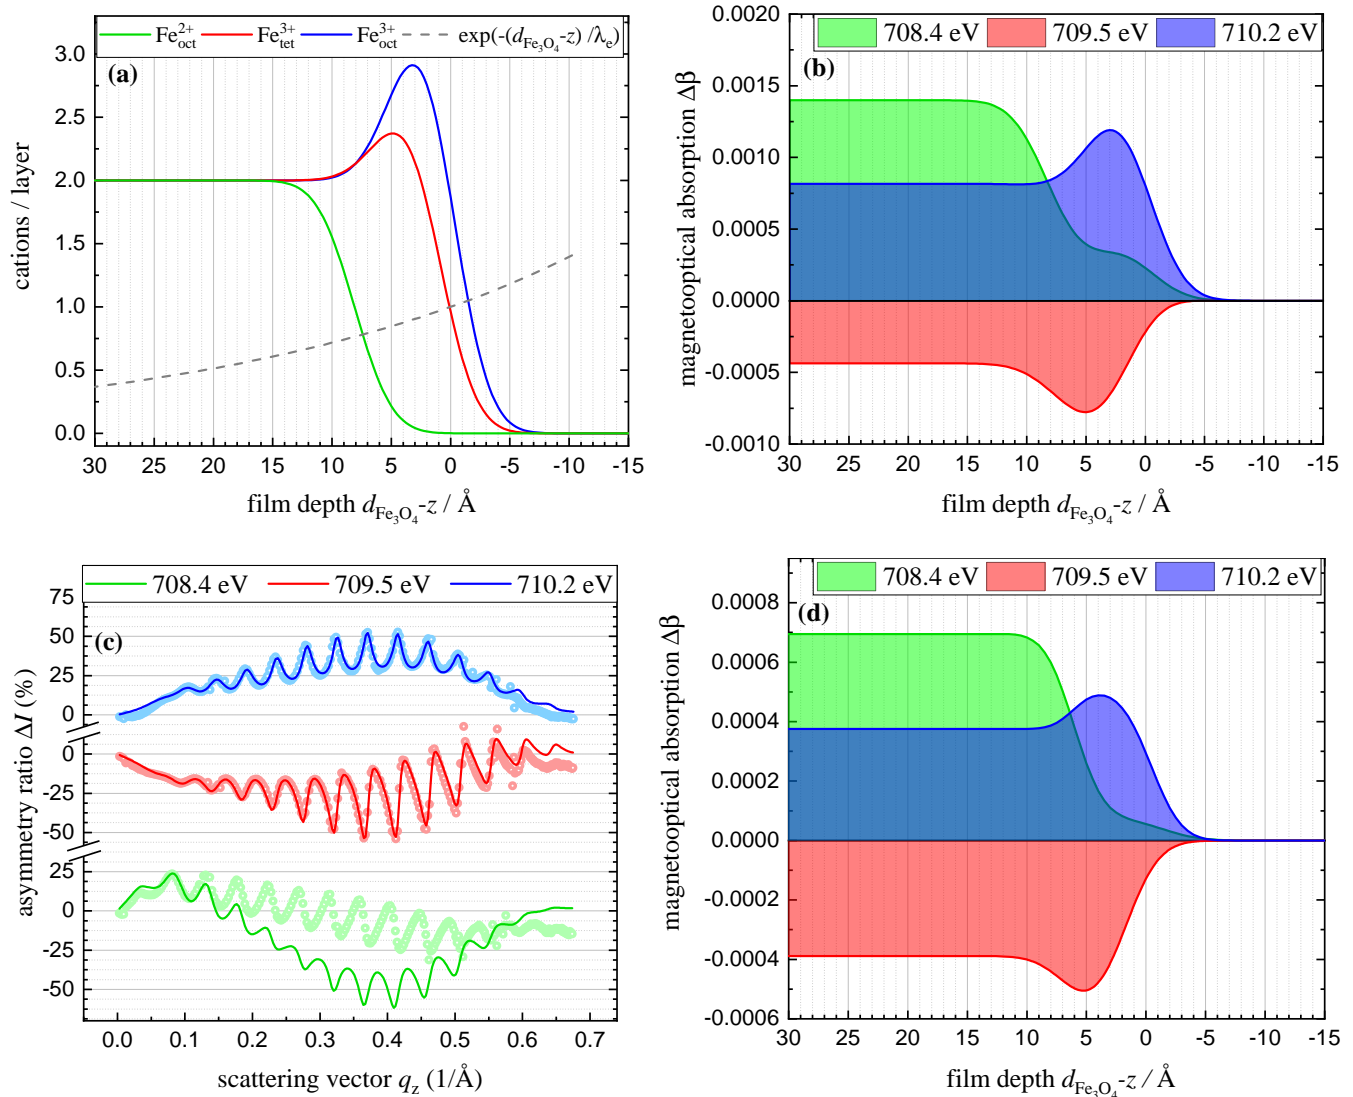 Fe²⁺oct Fe³⁺tet Fe³⁺oct exp(-(dFe₃O₄-z) /λe)
(a)
3.0
2.5
2.0
1.5
1.0
0.5
0.0
cations / layer
30 25 20 15 10 5 0 -5 -10 -15
film depth dFe₃O₄-z / Å
0.0020
708.4 eV 709.5 eV 710.2 eV
(b)
0.0015
0.0010
0.0005
0.0000
-0.0005
-0.0010
magnetooptical absorption Δβ
30 25 20 15 10 5 0 -5 -10 -15
film depth dFe₃O₄-z / Å
708.4 eV 709.5 eV 710.2 eV
75
(c)
50
25
0
0
-25
-50
25
0
-25
-50
asymmetry ratio ΔI (%)
0.0 0.1 0.2 0.3 0.4 0.5 0.6 0.7
scattering vector qz (1/Å)
708.4 eV 709.5 eV 710.2 eV
(d)
0.0008
0.0006
0.0004
0.0002
0.0000
-0.0002
-0.0004
-0.0006
magnetooptical absorption Δβ
30 25 20 15 10 5 0 -5 -10 -15
film depth dFe₃O₄-z / Å